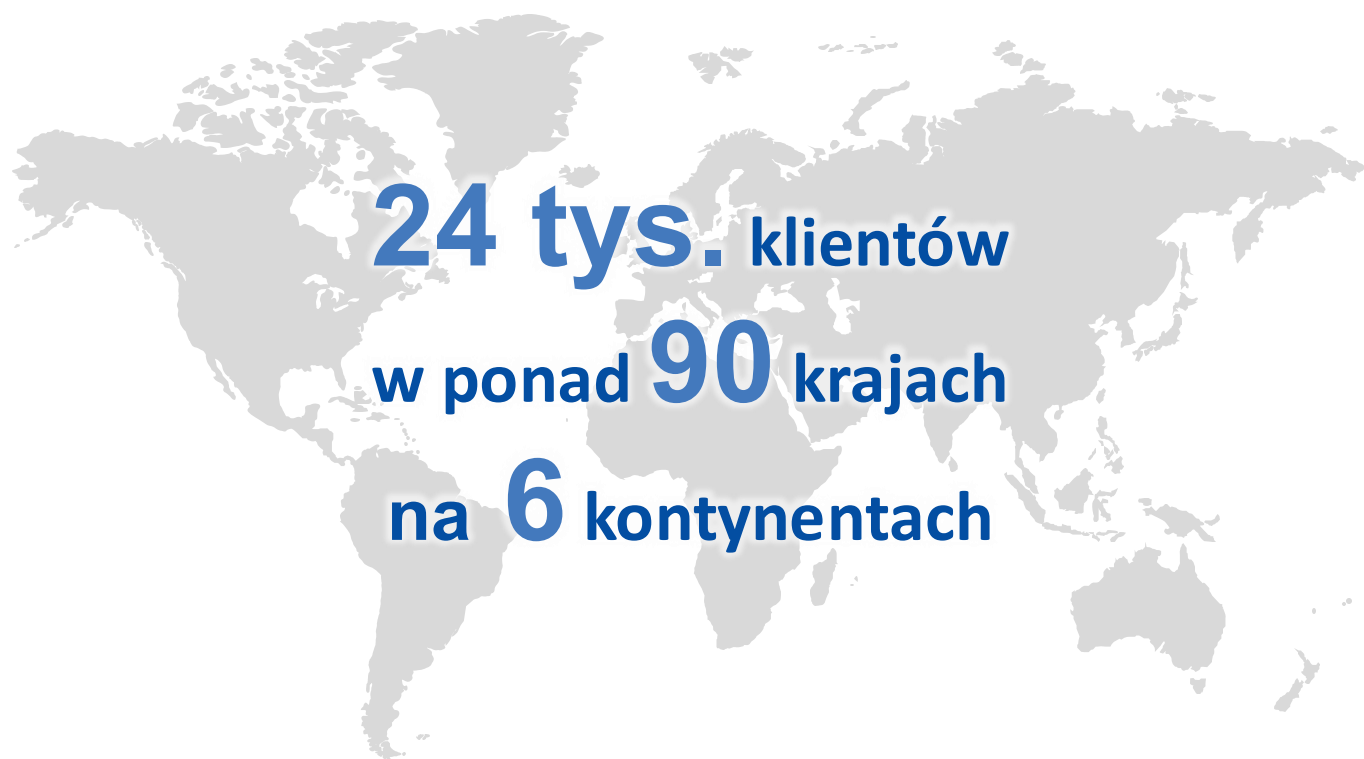 24 tys. klientów
w ponad 90 krajach
na 6 kontynentach